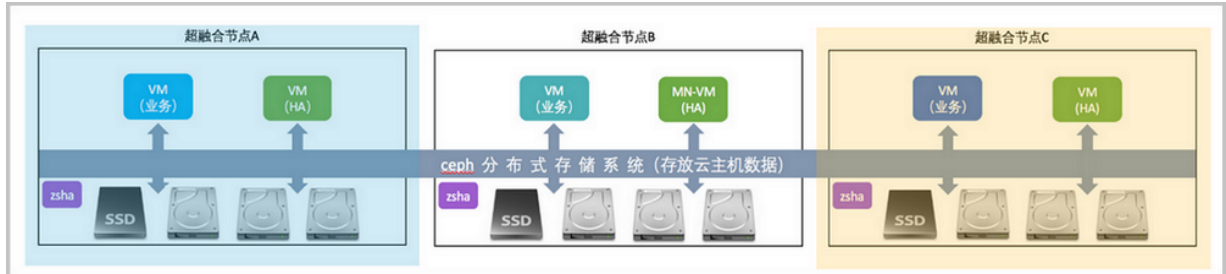 超融合节点A
超融合节点B
超融合节点C
VM
(业务)
VM
(HA)
VM
(业务)
MN-VM
(HA)
VM
(业务)
VM
(HA)
ceph 分 布 式 存 储 系 统（存放云主机数据）
zsha
SSD
zsha
SSD
zsha
SSD